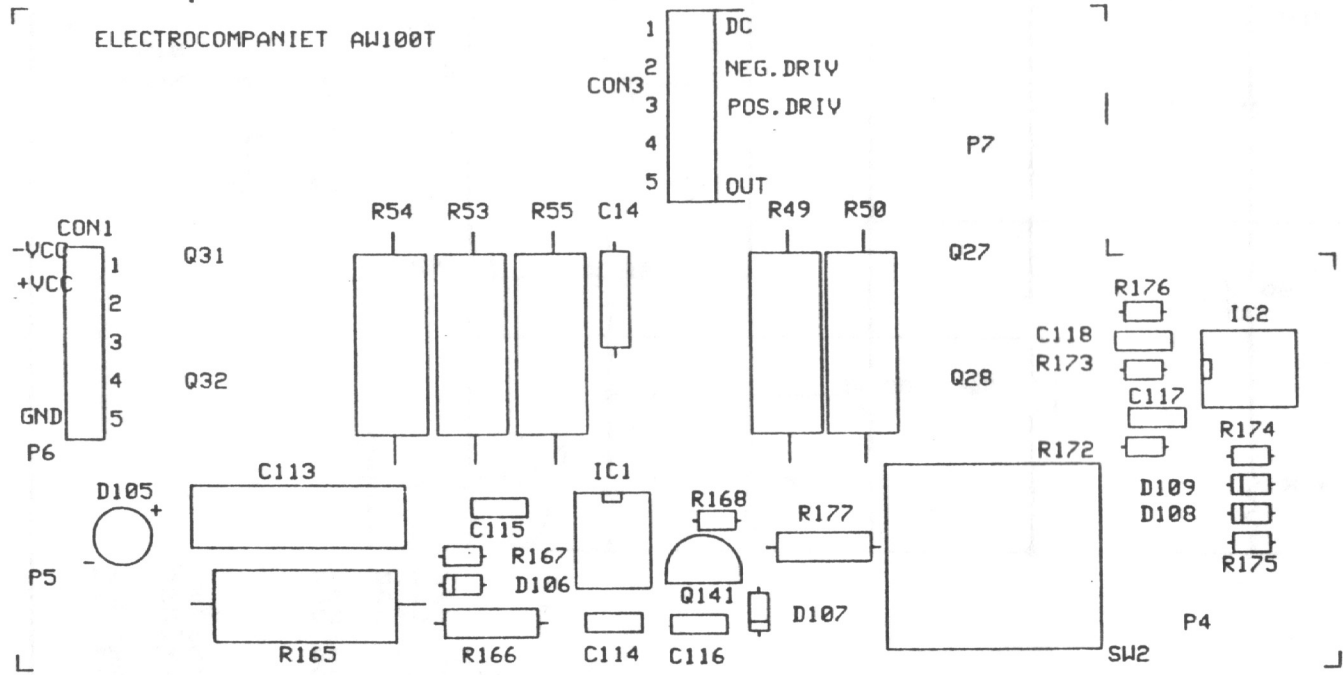 ELECTROCOMPANIET AW100T
1 DC
2 NEG.DRIV
CON3
3 POS.DRIV
4
P7
5 OUT
R54 R53 R55 C14 R49 R50
CON1
-VCC 1 Q31 Q27
+VCC
2
R176
IC2
3
C118
R173
4 Q32 Q28
C117
GND 5
R174
P6
R172
C113 IC1
D105 R168 D109
+
R177 D108
C115
- R167
R175
P5 D106
Q141
D107
P4
R165 R166 C114 C116 SW2